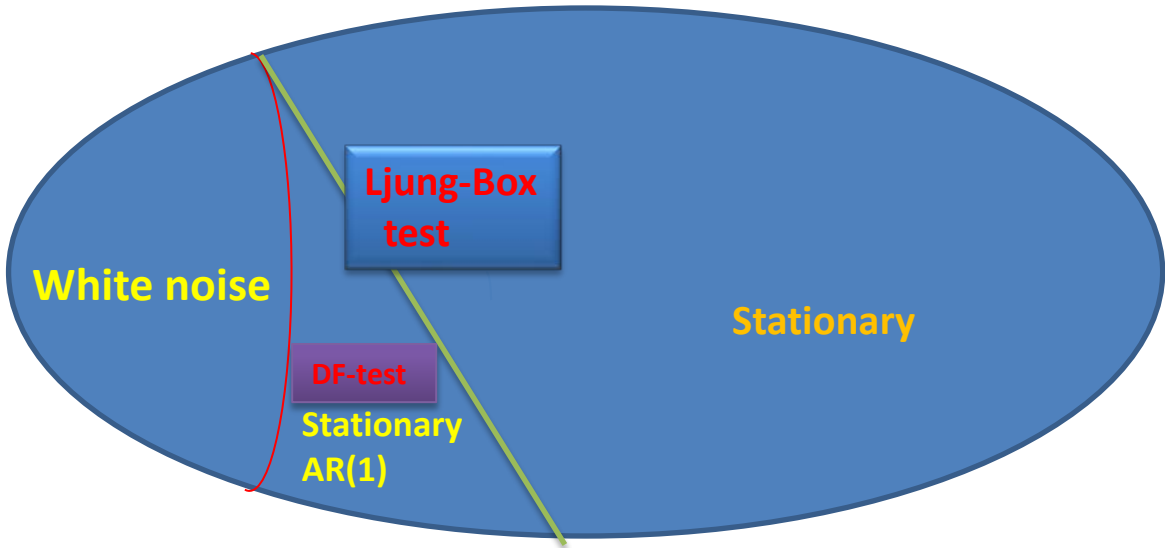 Ljung-Box
test
White noise
Stationary
DF-test
Stationary
AR(1)